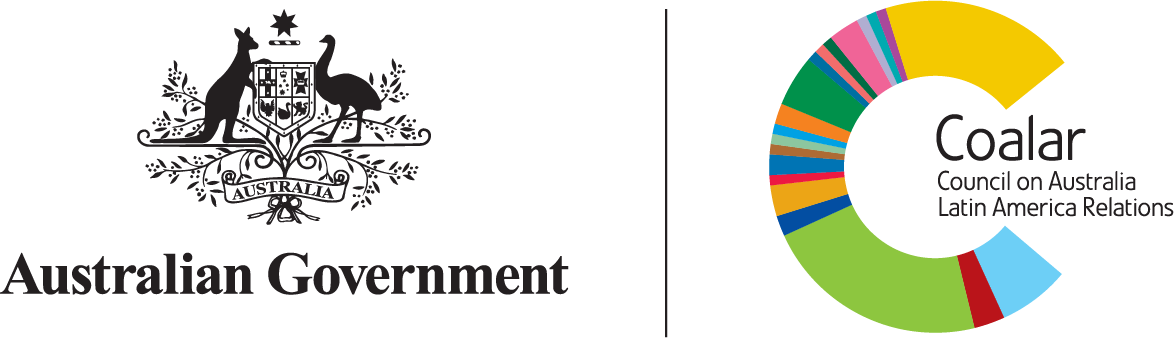 AUSTRALIA
Australian Government
Coalar
Council on Australia
Latin America Relations